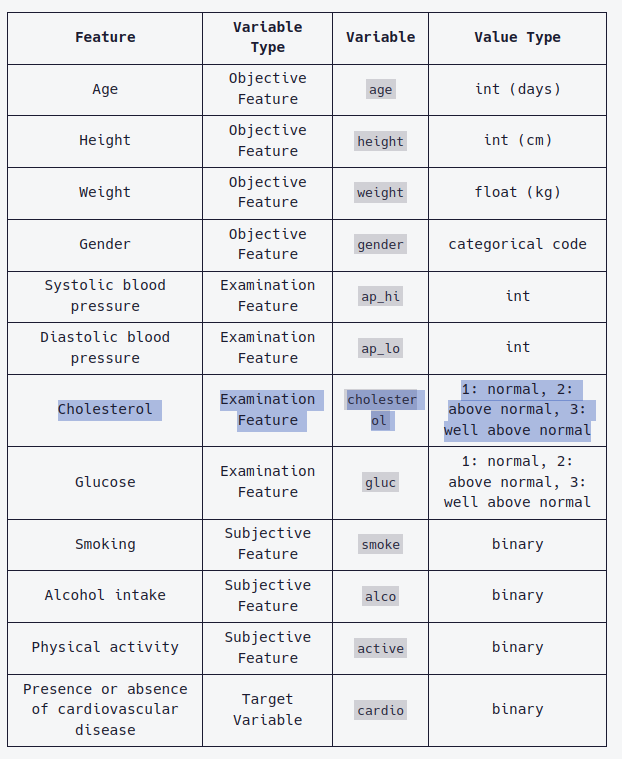 Feature Variable Type Variable Value Type
Age Objective Feature age int (days)
Height Objective Feature height int (cm)
Weight Objective Feature weight float (kg)
Gender Objective Feature gender categorical code
Systolic blood pressure Examination Feature ap_hi int
Diastolic blood pressure Examination Feature ap_lo int
Cholesterol Examination Feature cholesterol 1: normal, 2: above normal, 3: well above normal
Glucose Examination Feature gluc 1: normal, 2: above normal, 3: well above normal
Smoking Subjective Feature smoke binary
Alcohol intake Subjective Feature alco binary
Physical activity Subjective Feature active binary
Presence or absence of cardiovascular disease Target Variable cardio binary